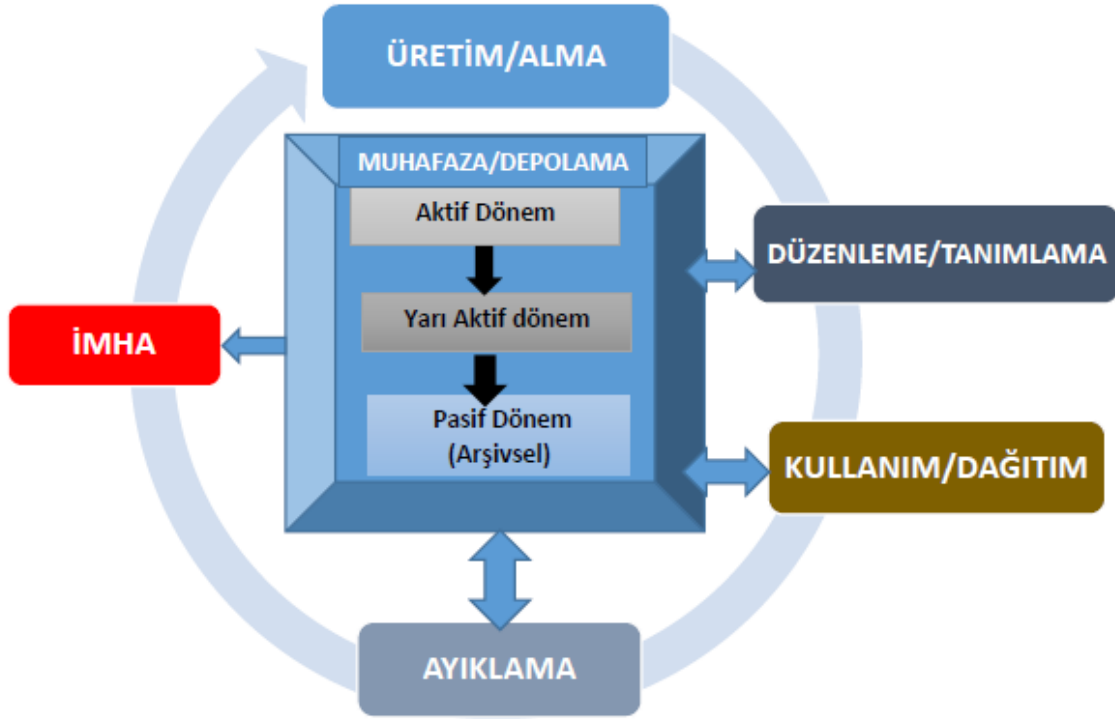 ÜRETİM/ALMA
MUHAFAZA/DEPOLAMA
Aktif Dönem
Yarı Aktif dönem
Pasif Dönem
(Arşivsel)
DÜZENLEME/TANIMLAMA
KULLANIM/DAĞITIM
AYIKLAMA
İMHA